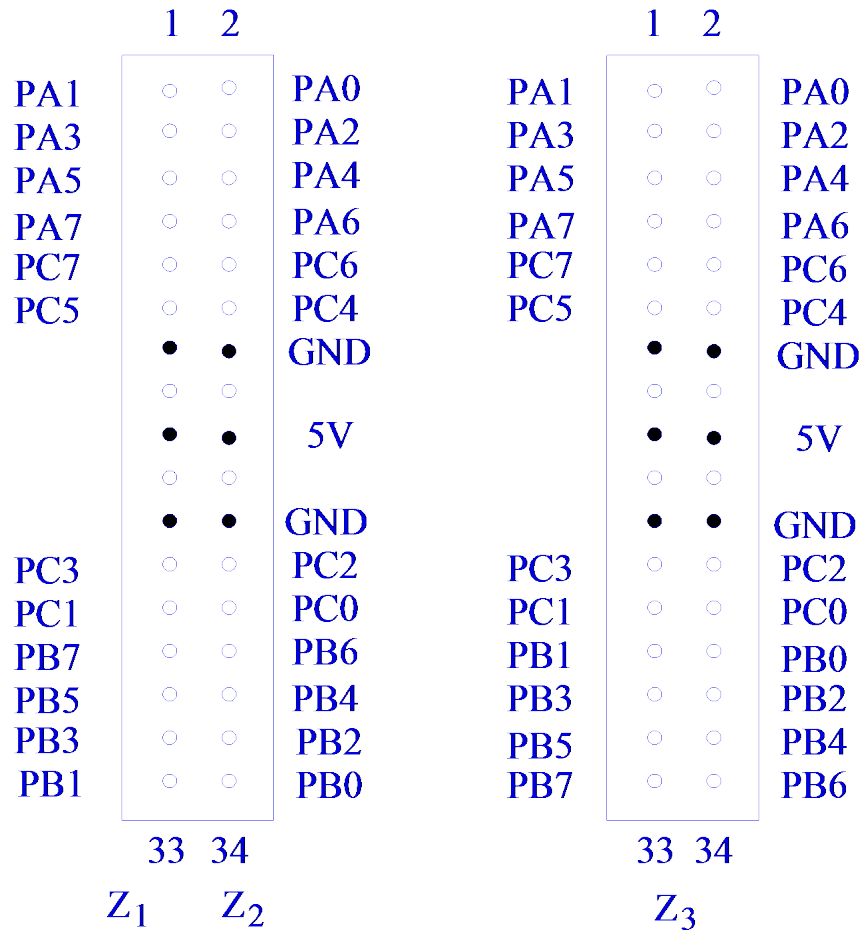 1 2 1 2
PA1 PA0 PA1 PA0
PA3 PA2 PA3 PA2
PA5 PA4 PA5 PA4
PA7 PA6 PA7 PA6
PC7 PC6 PC7 PC6
PC5 PC4 PC5 PC4
GND GND
5V 5V
GND GND
PC3 PC2 PC3 PC2
PC1 PC0 PC1 PC0
PB7 PB6 PB1 PB0
PB5 PB4 PB3 PB2
PB3 PB2 PB5 PB4
PB1 PB0 PB7 PB6
33 34 33 34
Z1 Z2 Z3